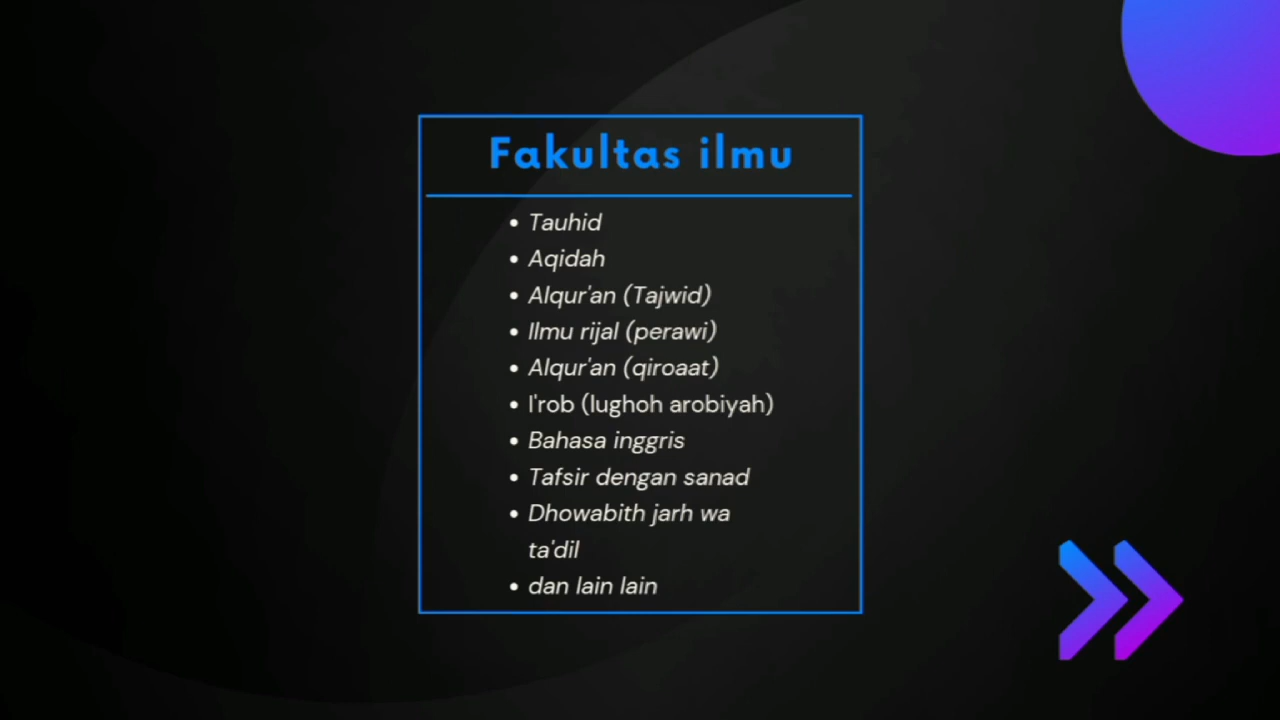 Fakultas ilmu
• Tauhid
• Aqidah
• Alqur'an (Tajwid)
• Ilmu rijal (perawi)
• Alqur'an (qiroaat)
• I'rob (lughoh arobiyah)
• Bahasa inggris
• Tafsir dengan sanad
• Dhowabith jarh wa
ta'dil
• dan lain lain